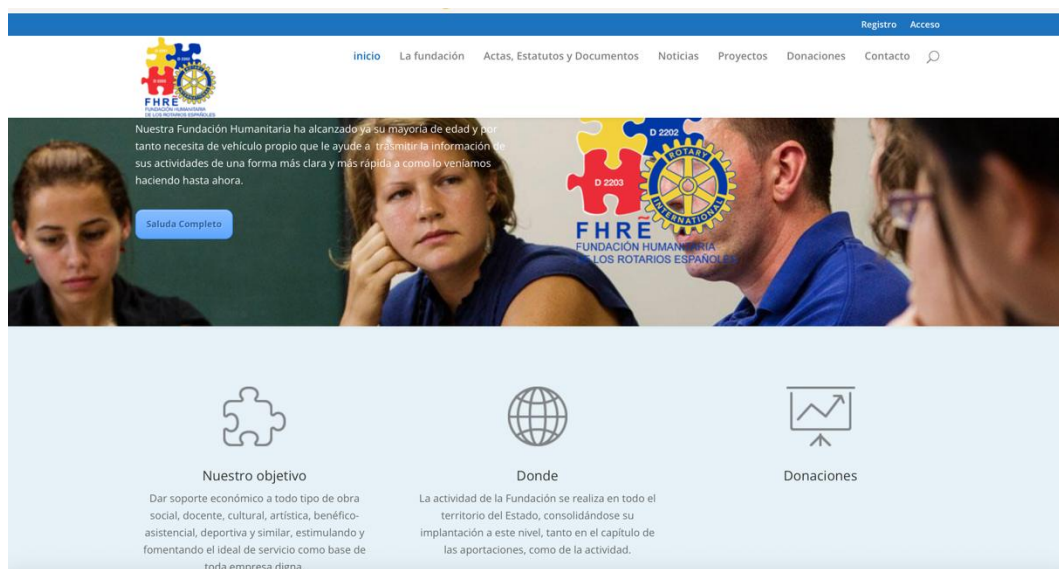 Registro Acceso
inicio La fundación Actas, Estatutos y Documentos Noticias Proyectos Donaciones Contacto
FHRE
FUNDACIÓN HUMANITARIA
DE LOS ROTARIOS ESPAÑOLES
Nuestra Fundación Humanitaria ha alcanzado ya su mayoría de edad y por
tanto necesita de vehículo propio que le ayude a trasmitir la información de
sus actividades de una forma más clara y más rápida a como lo veníamos
haciendo hasta ahora.
Saluda Completo
D 2202
D 2203
ROTARY
INTERNATIONAL
FHRẼ
FUNDACIÓN HUMANITARIA
DE LOS ROTARIOS ESPAÑOLES
Nuestro objetivo
Dar soporte económico a todo tipo de obra
social, docente, cultural, artística, benéfico-
asistencial, deportiva y similar, estimulando y
fomentando el ideal de servicio como base de
toda empresa digna.
Donde
La actividad de la Fundación se realiza en todo el
territorio del Estado, consolidándose su
implantación a este nivel, tanto en el capítulo de
las aportaciones, como de la actividad.
Donaciones